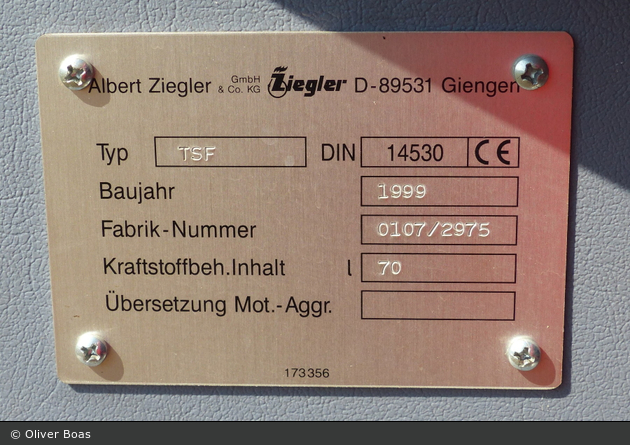 Albert Ziegler GmbH & Co. KG Ziegler D-89531 Giengen
Typ TSF DIN 14530 CE
Baujahr 1999
Fabrik-Nummer 0107/2975
Kraftstoffbeh.Inhalt l 70
Übersetzung Mot.-Aggr.
173356
© Oliver Boas